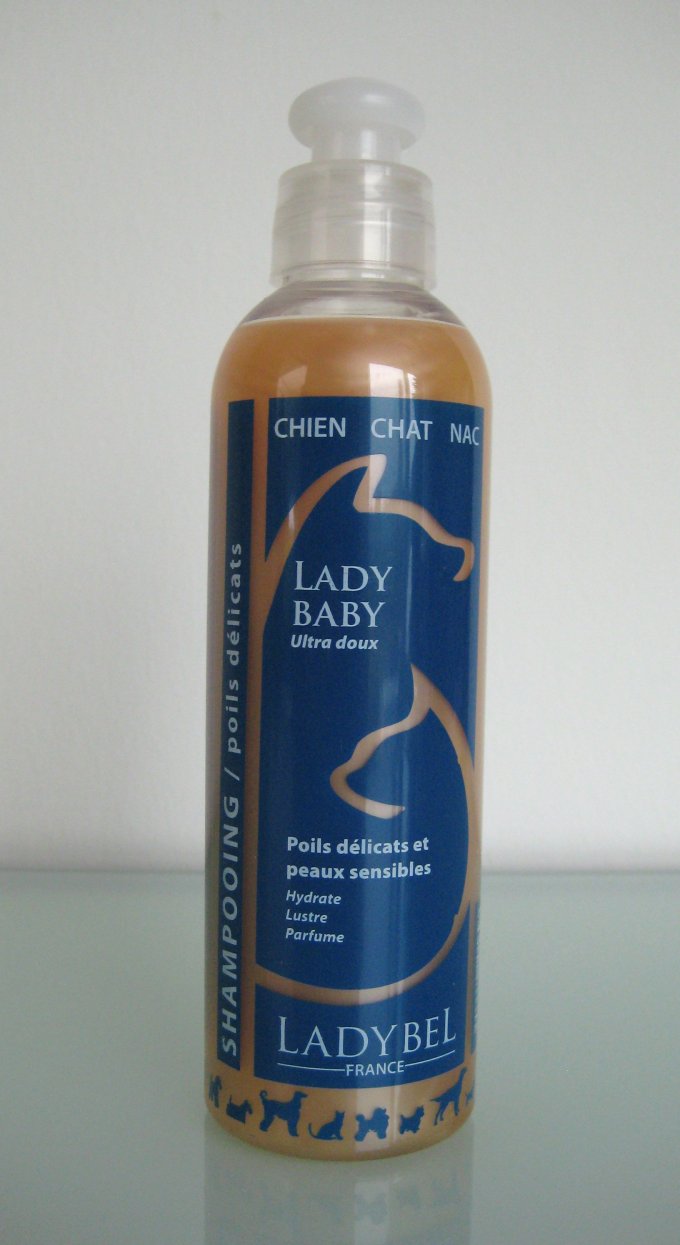 CHIEN CHAT NAC
LADY
BABY
Ultra doux
Poils délicats et
peaux sensibles
Hydrate
Lustre
Parfume
LADYBEL
FRANCE
SHAMPOOING / poils délicats